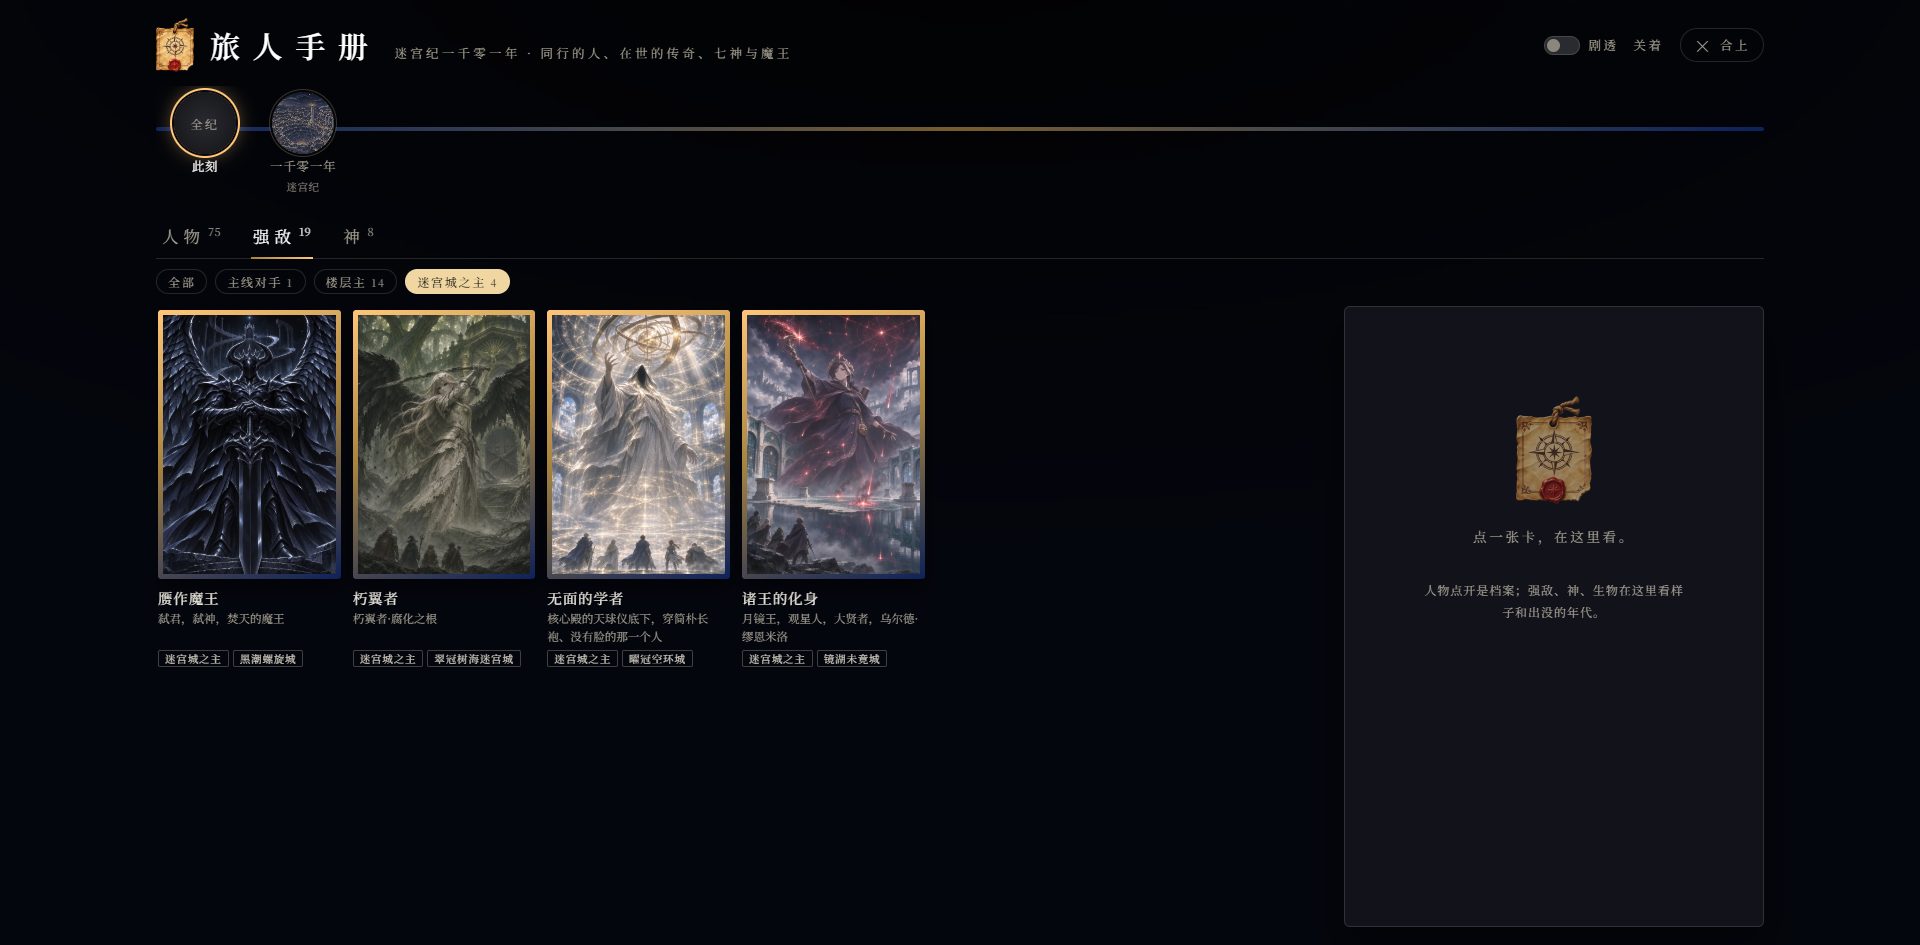 旅人手册
迷宫纪一千零一年 · 同行的人、在世的传奇、七神与魔王
剧透 关着
合上
全纪
此刻
一千零一年
迷宫纪
人物 75
强敌 19
神 8
全部
主线对手 1
楼层主 14
迷宫城之主 4
赝作魔王
弑君，弑神，焚天的魔王
迷宫城之主 黑潮螺旋城
朽翼者
朽翼者·腐化之根
迷宫城之主 翠冠树海迷宫城
无面的学者
核心殿的天球仪底下，穿简朴长
袍、没有脸的那一个人
迷宫城之主 曜冠空环城
诸王的化身
月镜王，观星人，大贤者，乌尔德·
缪恩米洛
迷宫城之主 镜湖未竟城
点一张卡，在这里看。
人物点开是档案；强敌、神、生物在这里看样
子和出没的年代。